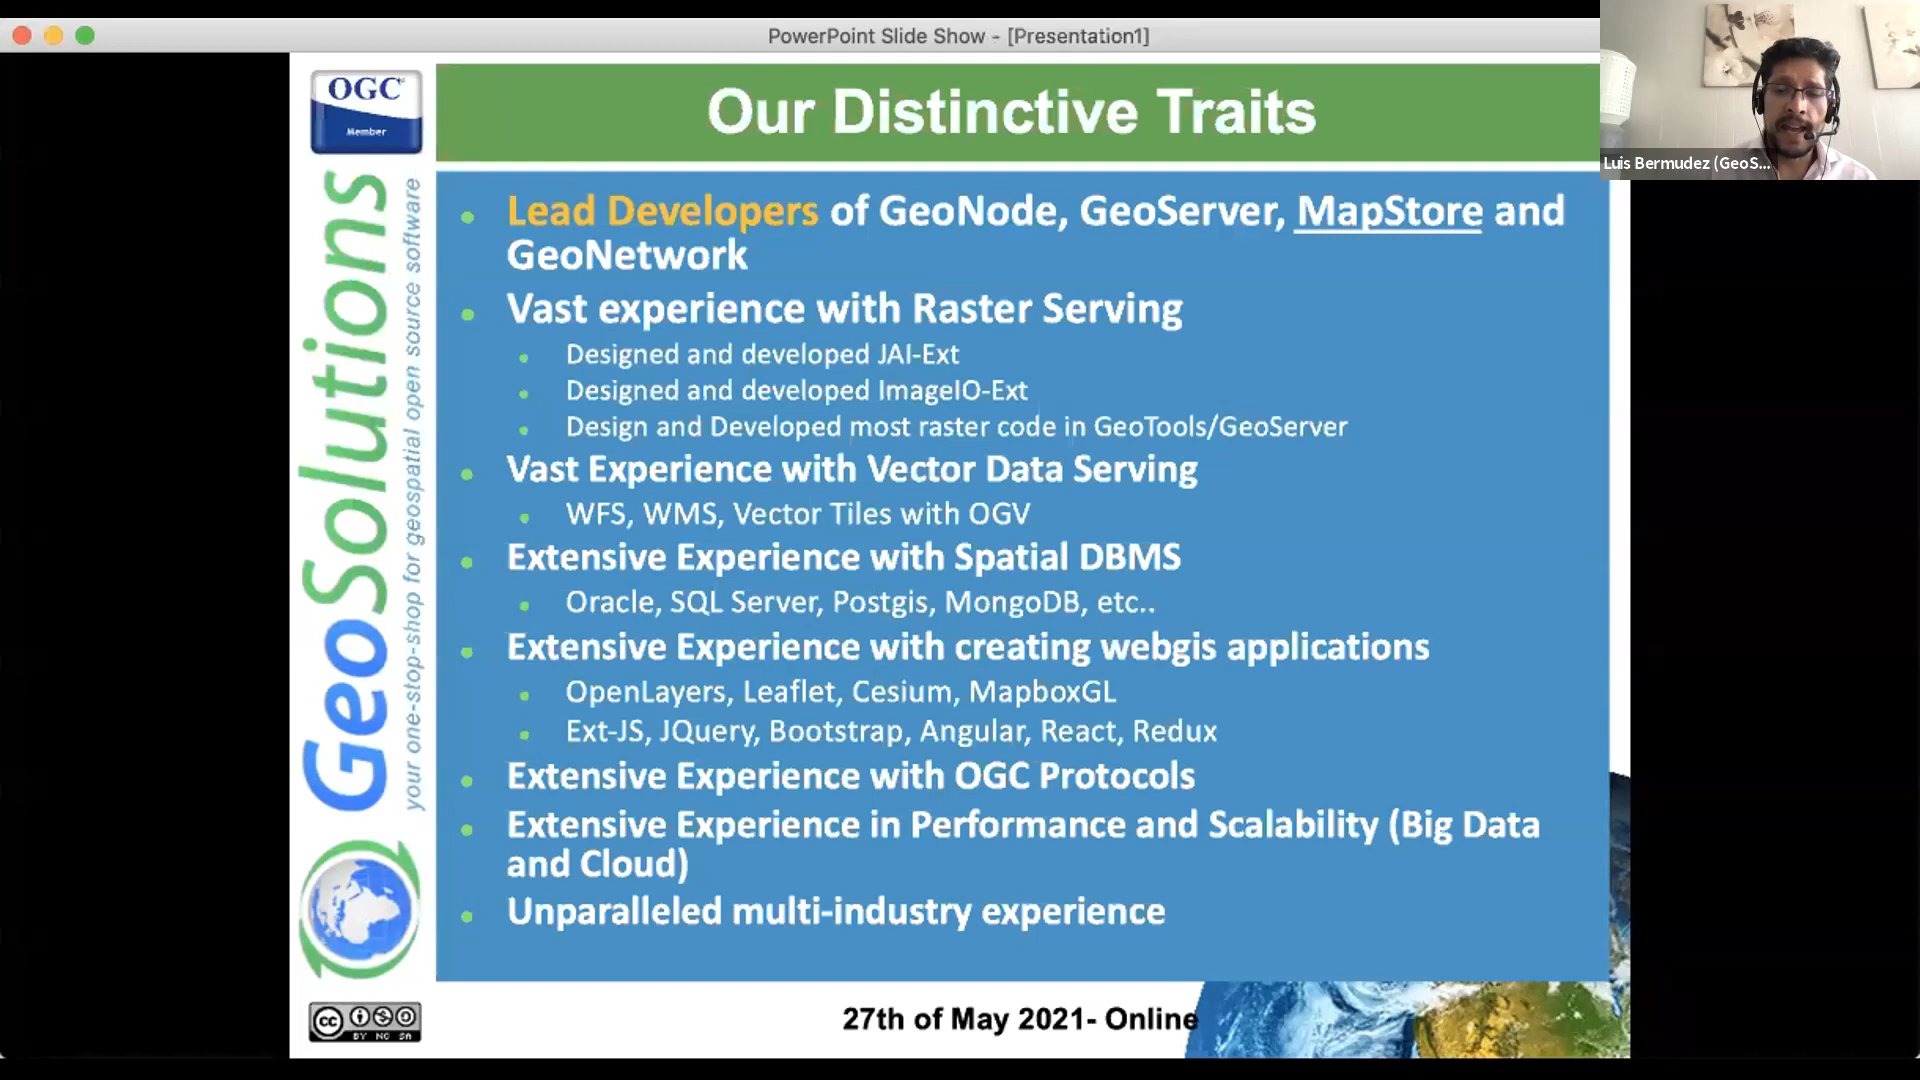 PowerPoint Slide Show - [Presentation1]
Luis Bermudez (GeoS...
OGC
Member
Our Distinctive Traits
GeoSolutions
your one-stop-shop for geospatial open source software
Lead Developers of GeoNode, GeoServer, MapStore and
GeoNetwork
Vast experience with Raster Serving
Designed and developed JAI-Ext
Designed and developed ImageIO-Ext
Design and Developed most raster code in GeoTools/GeoServer
Vast Experience with Vector Data Serving
WFS, WMS, Vector Tiles with OGV
Extensive Experience with Spatial DBMS
Oracle, SQL Server, Postgis, MongoDB, etc..
Extensive Experience with creating webgis applications
OpenLayers, Leaflet, Cesium, MapboxGL
Ext-JS, JQuery, Bootstrap, Angular, React, Redux
Extensive Experience with OGC Protocols
Extensive Experience in Performance and Scalability (Big Data
and Cloud)
Unparalleled multi-industry experience
cc
BY NC SA
27th of May 2021- Online